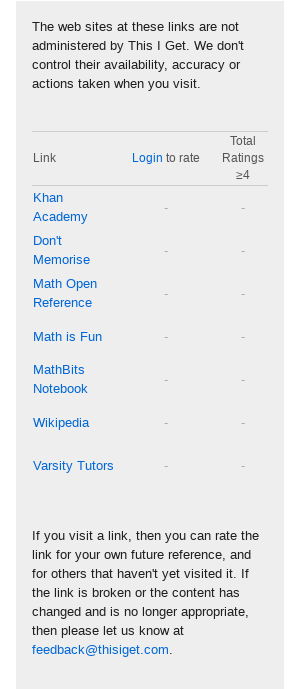 The web sites at these links are not
administered by This I Get. We don't
control their availability, accuracy or
actions taken when you visit.
Link Login to rate Total Ratings ≥4
Khan Academy - -
Don't Memorise - -
Math Open Reference - -
Math is Fun - -
MathBits Notebook - -
Wikipedia - -
Varsity Tutors - -
If you visit a link, then you can rate the
link for your own future reference, and
for others that haven't yet visited it. If
the link is broken or the content has
changed and is no longer appropriate,
then please let us know at
feedback@thisiget.com.